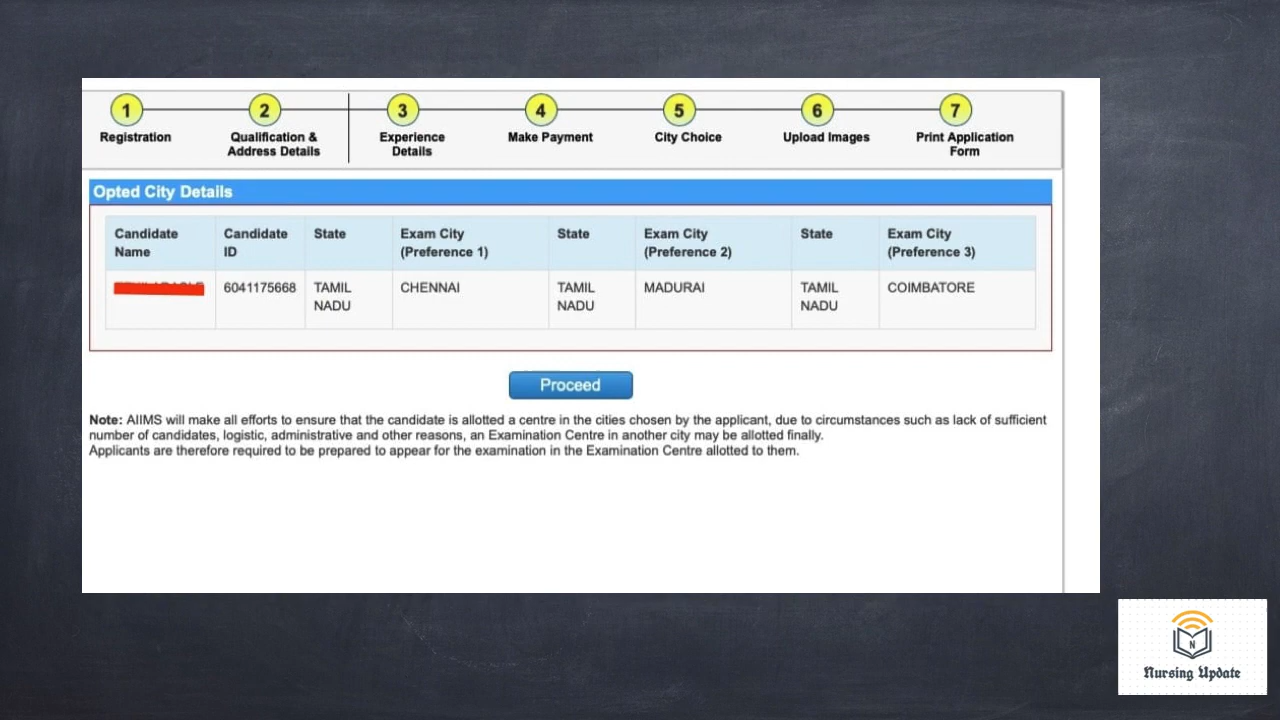 1 2 3 4 5 6 7
Registration Qualification & Experience Make Payment City Choice Upload Images Print Application
Address Details Details Form
Opted City Details
Candidate Candidate State Exam City State Exam City State Exam City
Name ID (Preference 1) (Preference 2) (Preference 3)
6041175668 TAMIL CHENNAI TAMIL MADURAI TAMIL COIMBATORE
NADU NADU NADU
Proceed
Note: AIIMS will make all efforts to ensure that the candidate is allotted a centre in the cities chosen by the applicant, due to circumstances such as lack of sufficient
number of candidates, logistic, administrative and other reasons, an Examination Centre in another city may be allotted finally.
Applicants are therefore required to be prepared to appear for the examination in the Examination Centre allotted to them.
N
Nursing Update